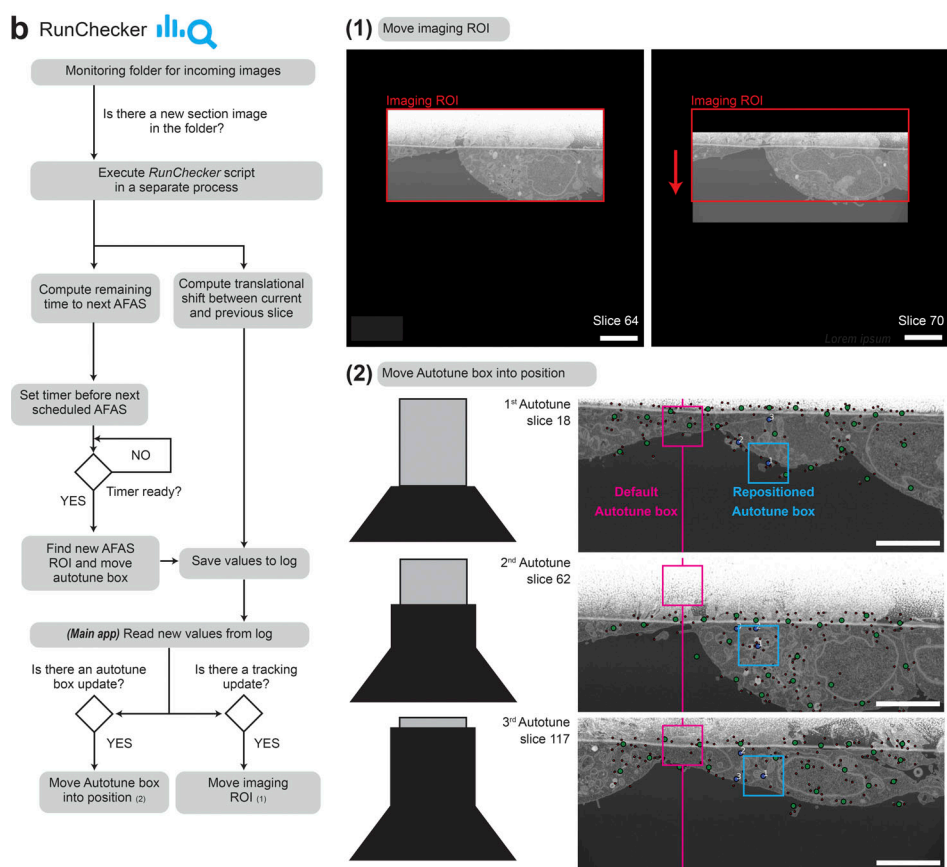 b RunChecker
Monitoring folder for incoming images
Is there a new section image
in the folder?
Execute RunChecker script
in a separate process
Compute remaining
time to next AFAS
Compute translational
shift between current
and previous slice
Set timer before next
scheduled AFAS
NO
YES
Timer ready?
Find new AFAS
ROI and move
autotune box
Save values to log
(Main app) Read new values from log
Is there an autotune
box update?
Is there a tracking
update?
YES
YES
Move Autotune box
into position (2)
Move imaging
ROI (1)
(1) Move imaging ROI
Imaging ROI
Slice 64
Imaging ROI
Slice 70
Lorem ipsum
(2) Move Autotune box into position
1st Autotune
slice 18
3
2
1
Default
Autotune box
Repositioned
Autotune box
2nd Autotune
slice 62
3rd Autotune
slice 117
2
3
1